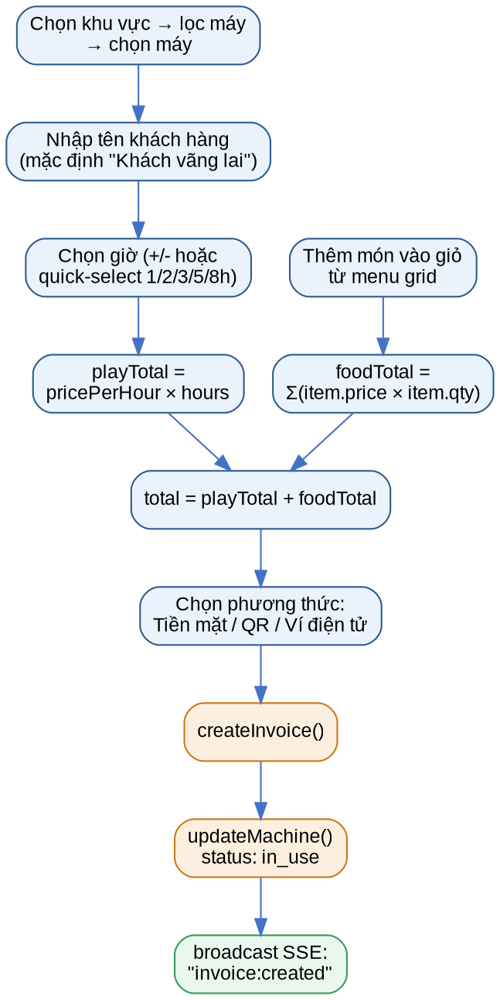 Chọn khu vực → lọc máy
→ chọn máy
Nhập tên khách hàng
(mặc định "Khách vãng lai")
Chọn giờ (+/- hoặc
quick-select 1/2/3/5/8h)
Thêm món vào giỏ
từ menu grid
playTotal =
pricePerHour × hours
foodTotal =
Σ(item.price × item.qty)
total = playTotal + foodTotal
Chọn phương thức:
Tiền mặt / QR / Ví điện tử
createInvoice()
updateMachine()
status: in_use
broadcast SSE:
"invoice:created"